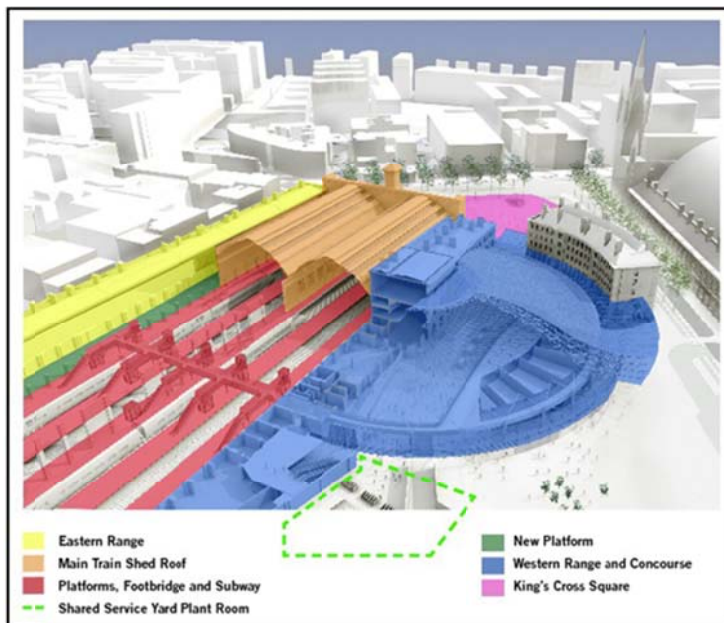 Eastern Range
Main Train Shed Roof
Platforms, Footbridge and Subway
Shared Service Yard Plant Room
New Platform
Western Range and Concourse
King's Cross Square